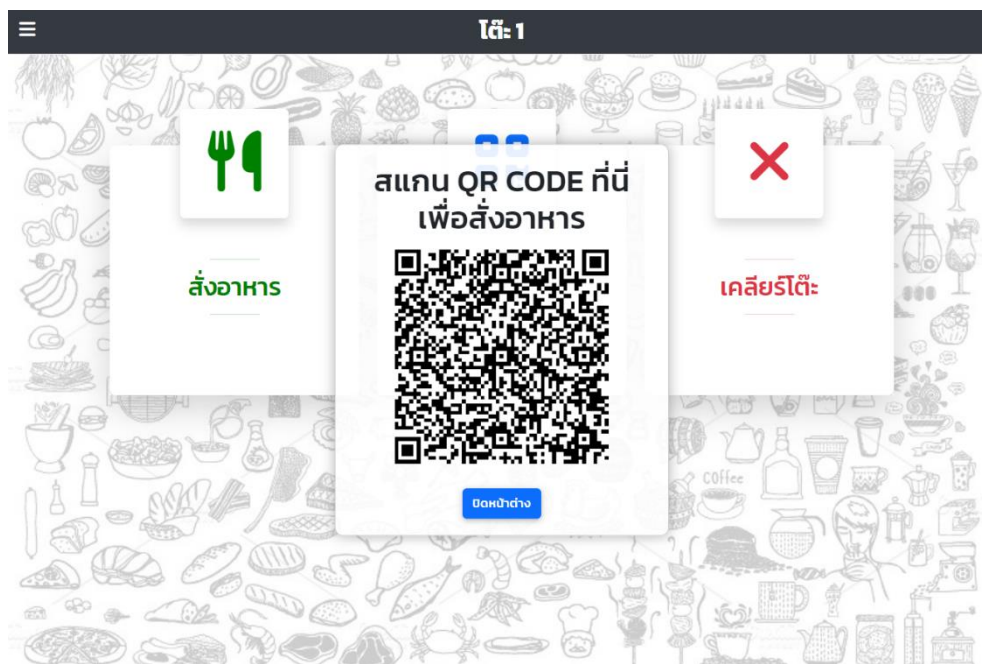 โต๊ะ 1
สแกน QR CODE ที่นี่
เพื่อสั่งอาหาร
สั่งอาหาร
เคลียร์โต๊ะ
ปิดหน้าต่าง
COffee